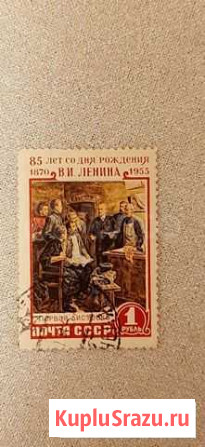 85 ЛЕТ СО ДНЯ РОЖДЕНИЯ
1870 В.И. ЛЕНИНА 1955
1
РУБЛЬ
ПОЧТА СССР
KupluSrazu.ru